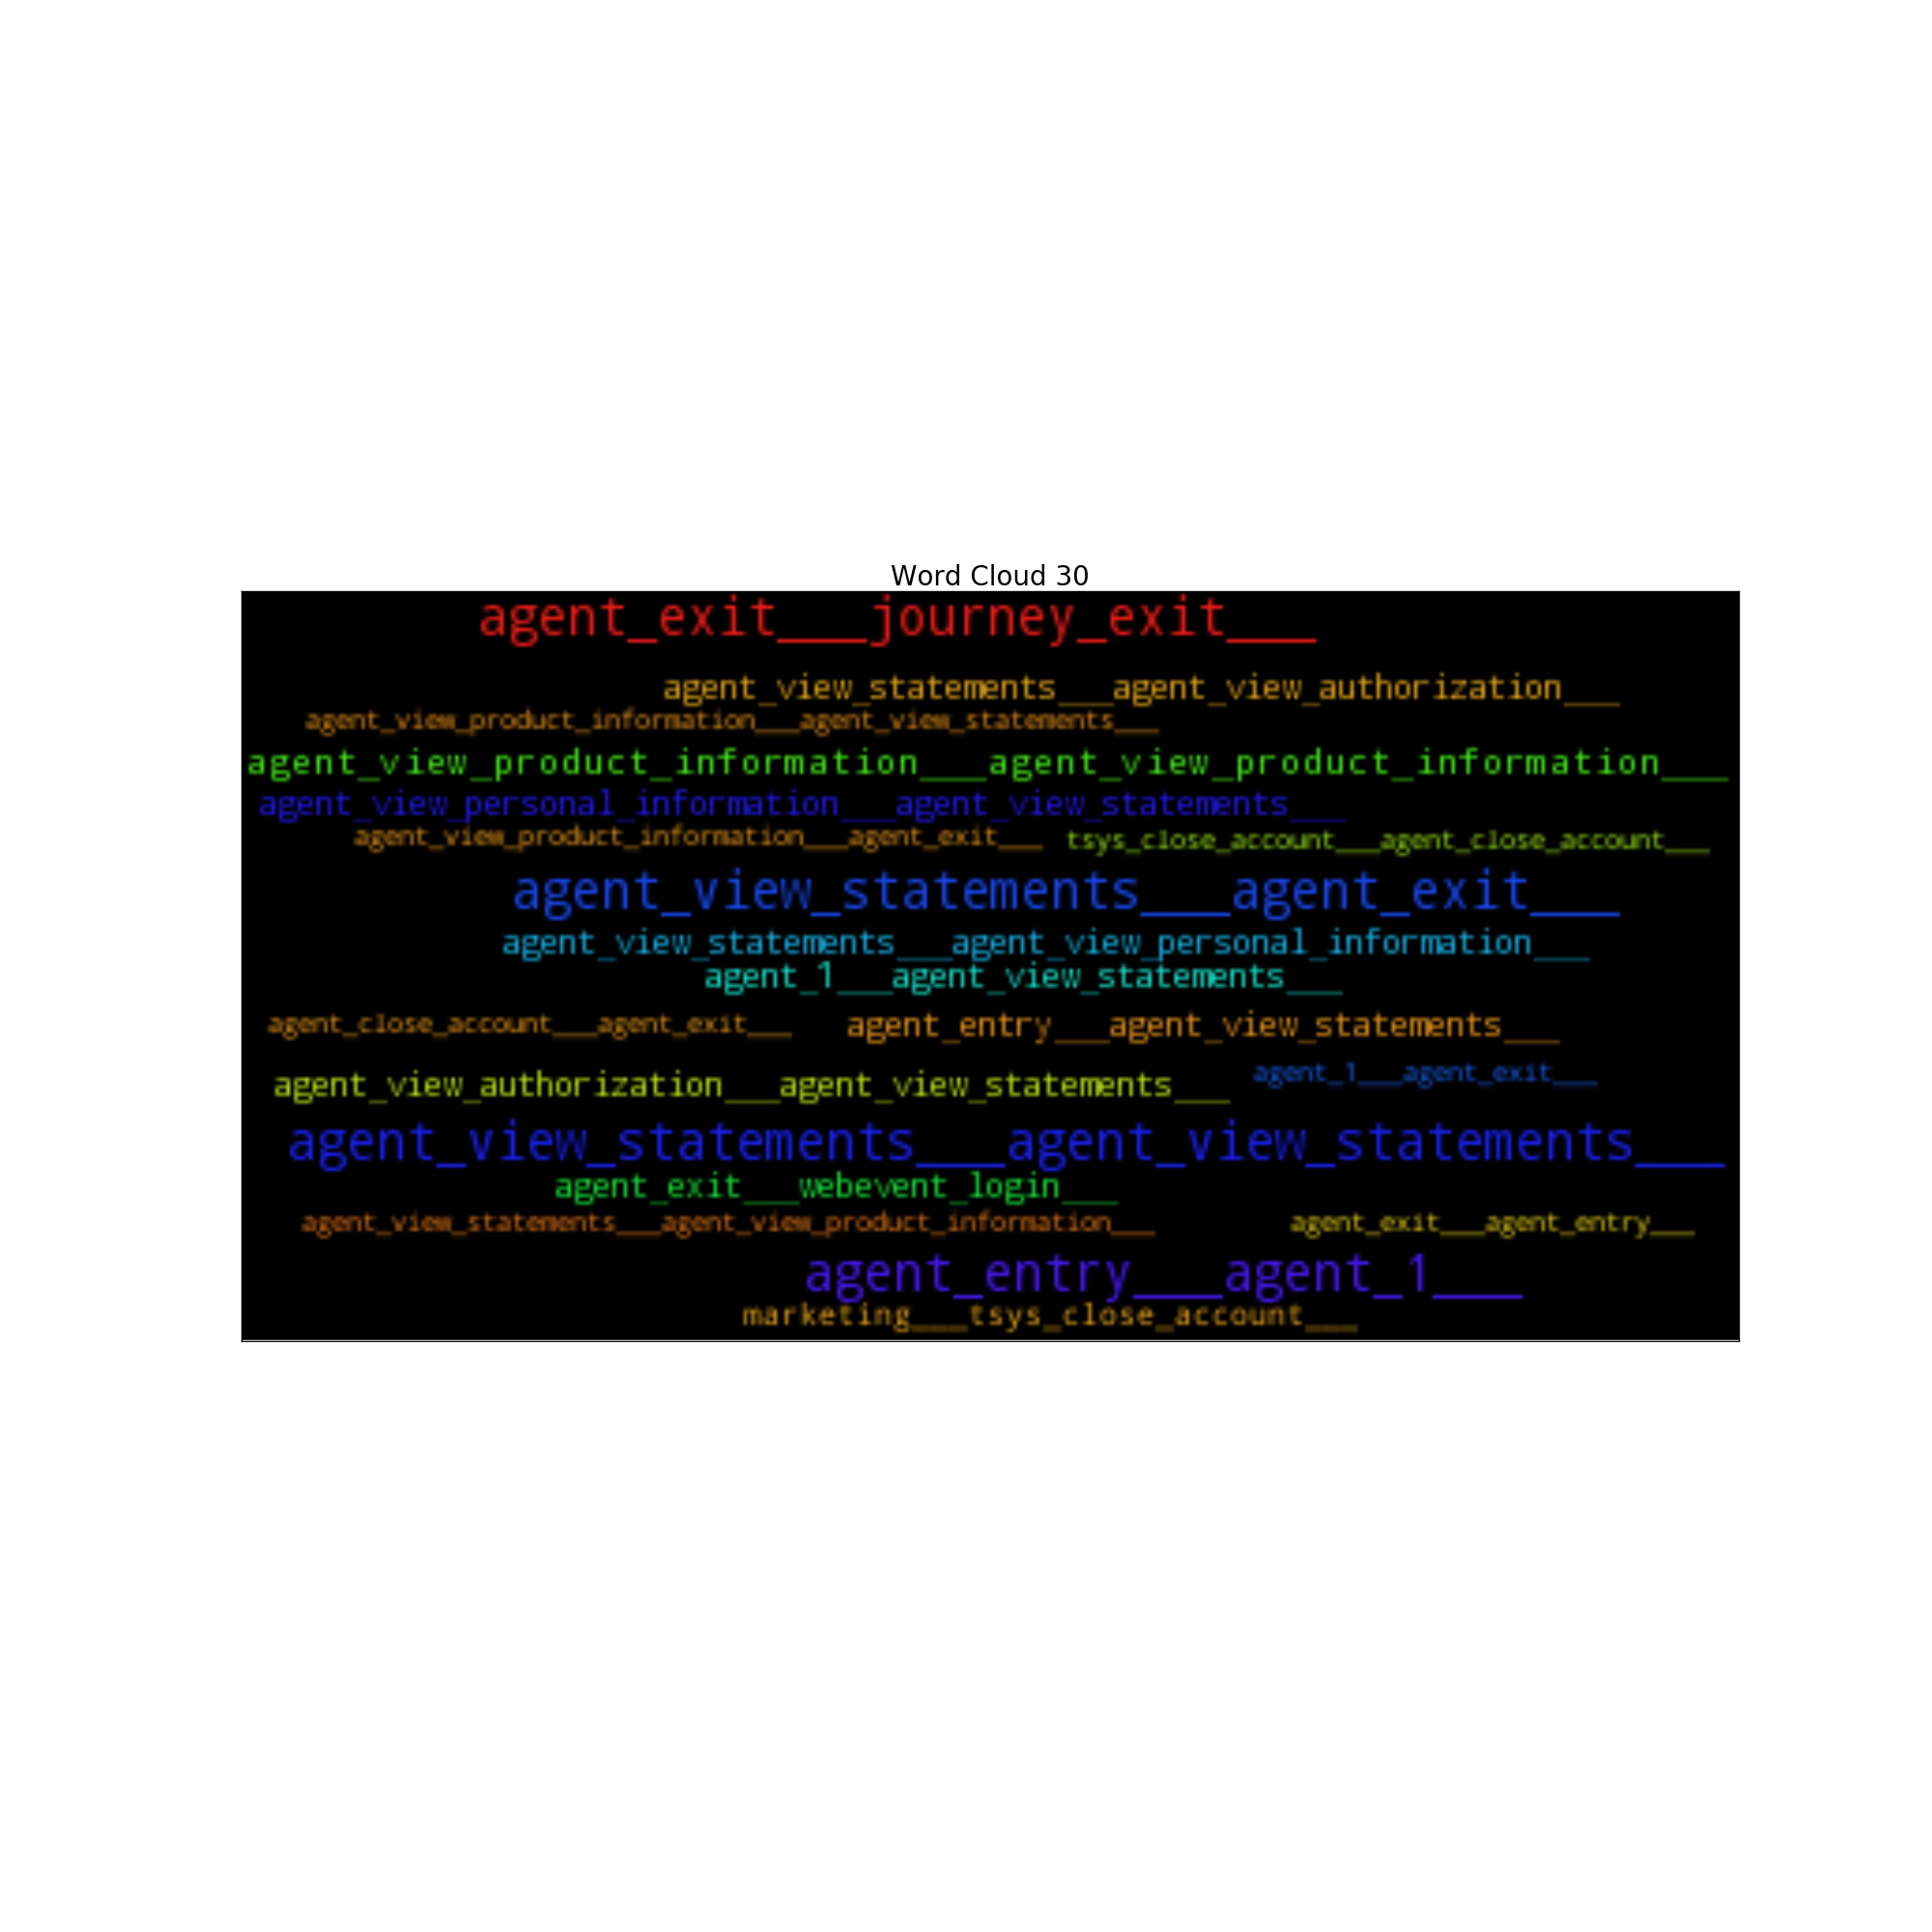 Word Cloud 30
agent_exit___journey_exit___
agent_view_statements___agent_view_authorization___
agent_view_product_information___agent_view_statements___
agent_view_product_information___agent_view_product_information___
agent_view_personal_information___agent_view_statements___
agent_view_product_information___agent_exit___ tsys_close_account___agent_close_account___
agent_view_statements___agent_exit___
agent_view_statements___agent_view_personal_information___
agent_1___agent_view_statements___
agent_close_account___agent_exit___ agent_entry___agent_view_statements___
agent_view_authorization___agent_view_statements___ agent_1___agent_exit___
agent_view_statements___agent_view_statements___
agent_exit___webevent_login___
agent_view_statements___agent_view_product_information___ agent_exit___agent_entry___
agent_entry___agent_1___
marketing___tsys_close_account___